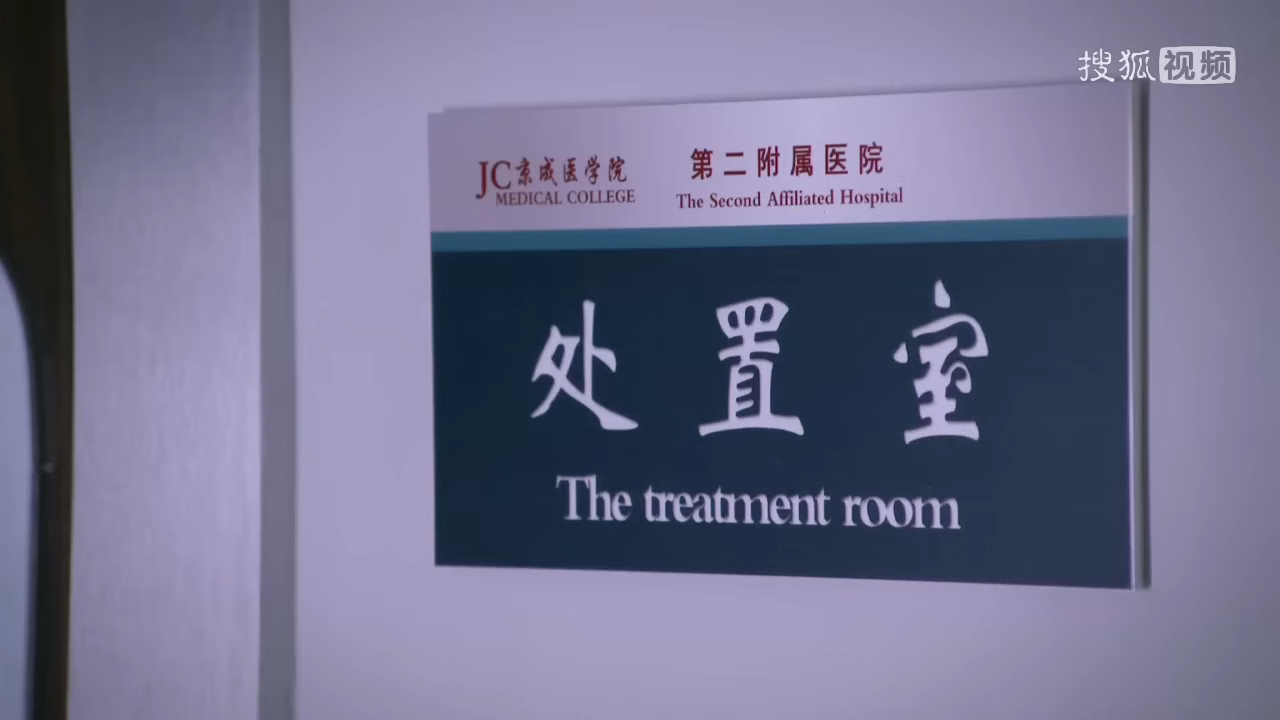 搜狐视频
JC京成医学院
MEDICAL COLLEGE
第二附属医院
The Second Affiliated Hospital
处置室
The treatment room